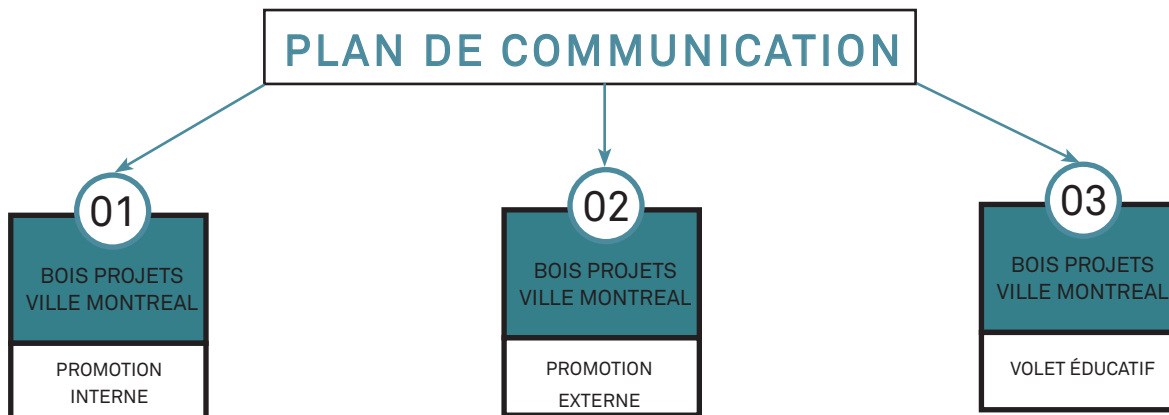 PLAN DE COMMUNICATION
01
BOIS PROJETS
VILLE MONTREAL
PROMOTION
INTERNE
02
BOIS PROJETS
VILLE MONTREAL
PROMOTION
EXTERNE
03
BOIS PROJETS
VILLE MONTREAL
VOLET ÉDUCATIF